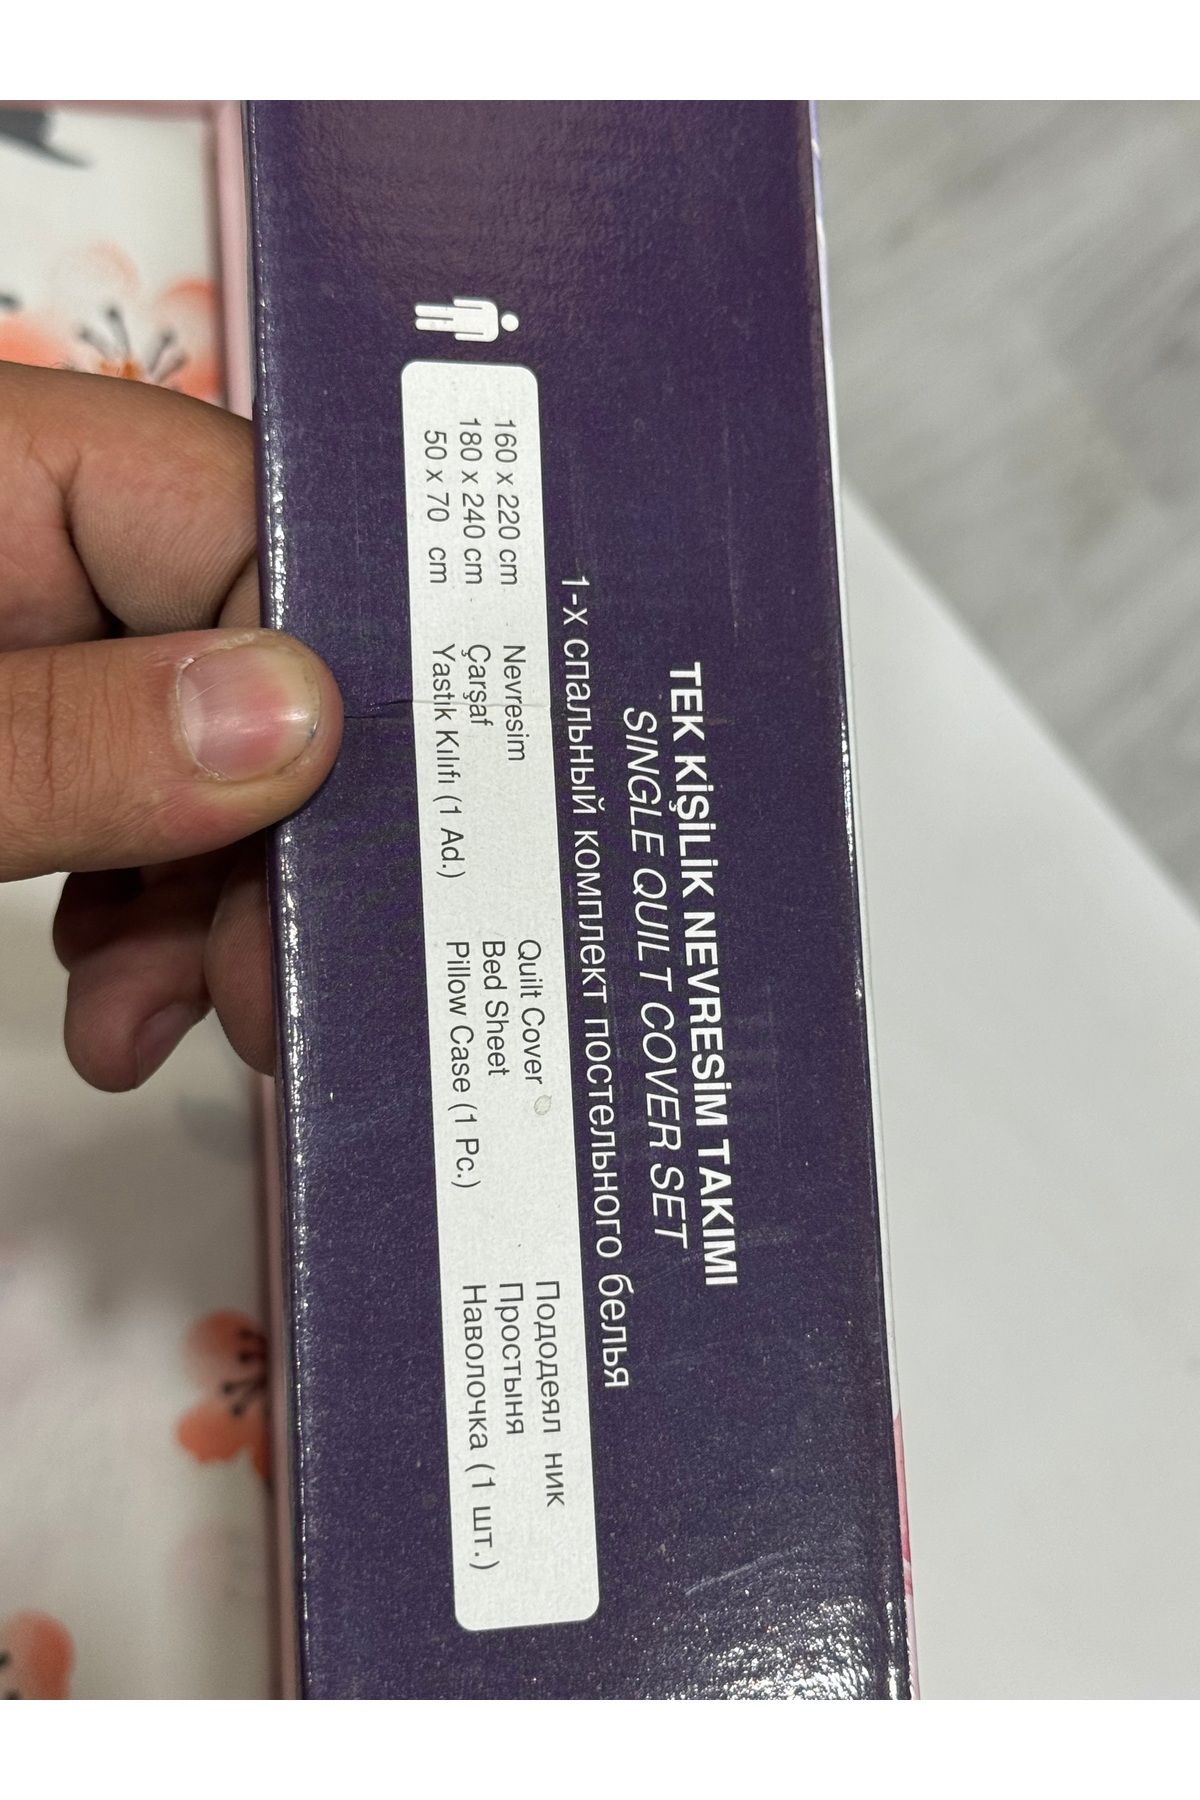 TEK KİŞİLİK NEVRESİM TAKIMI
SINGLE QUILT COVER SET
1-х спальный комплект постельного белья
160 x 220 cm Nevresim Quilt Cover Пододеял ник
180 x 240 cm Çarşaf Bed Sheet Простыня
50 x 70 cm Yastık Kılıfı (1 Ad.) Pillow Case (1 Pc.) Наволочка (1 шт.)